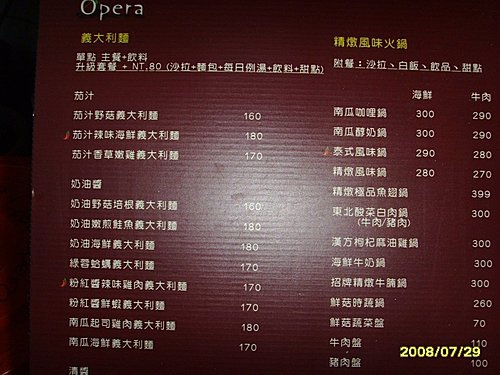 Opera
義大利麵
單點 主餐+飲料
升級套餐 + NT.80 (沙拉+麵包+每日例湯+飲料+甜點)
茄汁
茄汁野菇義大利麵 160
茄汁辣味海鮮義大利麵 180
茄汁香草嫩雞義大利麵 170
奶油醬
奶油野菇培根義大利麵 160
奶油嫩煎鮭魚義大利麵 180
奶油海鮮義大利麵 180
綠蓉蛤蠣義大利麵 170
粉紅醬辣味雞肉義大利麵 170
粉紅醬鮮蝦義大利麵 170
南瓜起司雞肉義大利麵 180
南瓜海鮮義大利麵 170
清醬
精燉風味火鍋
附餐：沙拉、白飯、飲品、甜點
海鮮 牛肉
南瓜咖哩鍋 300 290
南瓜醇奶鍋 300 290
泰式風味鍋 290 280
精燉風味鍋 280 270
精燉極品魚翅鍋 399
東北酸菜白肉鍋 300
(牛肉/豬肉)
漢方枸杞麻油雞鍋 300
海鮮牛奶鍋 300
招牌精燉牛腩鍋 300
鮮菇時蔬鍋 260
鮮菇蔬菜盤 70
牛肉盤 110
豬肉盤 100
2008/07/29